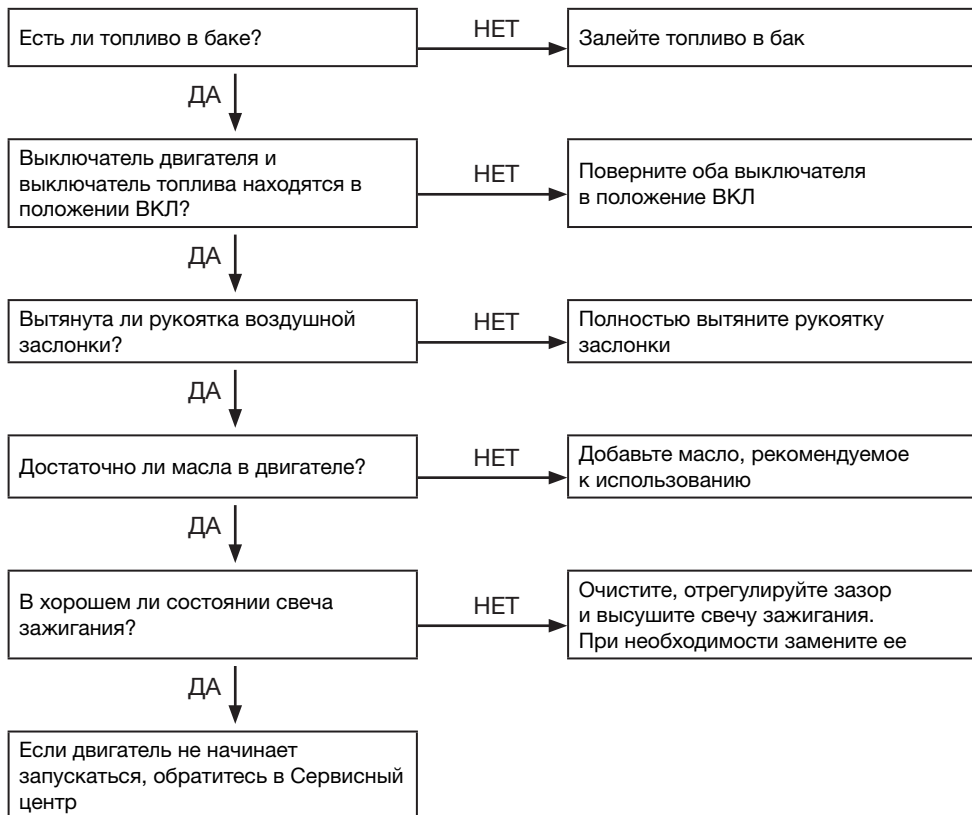 Есть ли топливо в баке?
НЕТ
Залейте топливо в бак
ДА
Выключатель двигателя и
выключатель топлива находятся в
положении ВКЛ?
НЕТ
Поверните оба выключателя
в положение ВКЛ
ДА
Вытянута ли рукоятка воздушной
заслонки?
НЕТ
Полностью вытяните рукоятку
заслонки
ДА
Достаточно ли масла в двигателе?
НЕТ
Добавьте масло, рекомендуемое
к использованию
ДА
В хорошем ли состоянии свеча
зажигания?
НЕТ
Очистите, отрегулируйте зазор
и высушите свечу зажигания.
При необходимости замените ее
ДА
Если двигатель не начинает
запускаться, обратитесь в Сервисный
центр